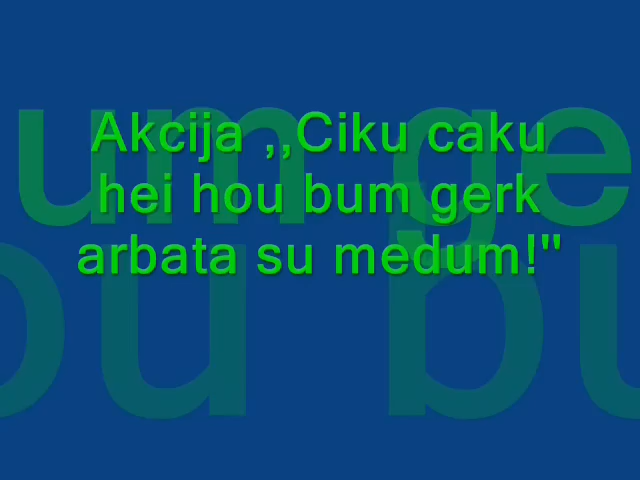 Akcija ,,Ciku caku
hei hou bum gerk
arbata su medum!"